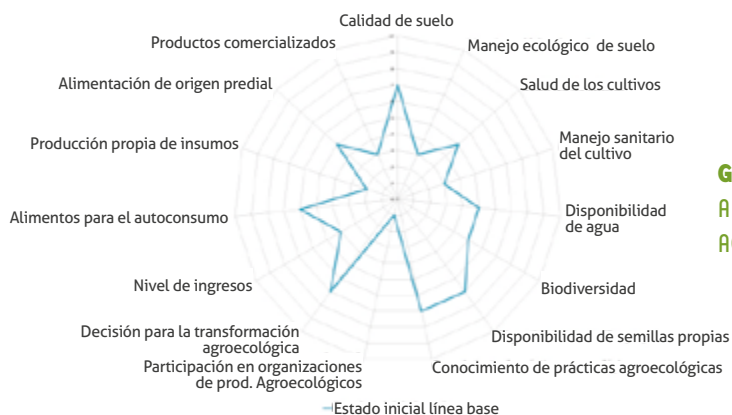 Calidad de suelo
Manejo ecológico de suelo
Salud de los cultivos
Manejo sanitario
del cultivo
Disponibilidad
de agua
Biodiversidad
Disponibilidad de semillas propias
Conocimiento de prácticas agroecológicas
Participación en organizaciones
de prod. Agroecológicos
Decisión para la transformación
agroecológica
Nivel de ingresos
Alimentos para el autoconsumo
Producción propia de insumos
Alimentación de origen predial
Productos comercializados
Estado inicial línea base
G
A